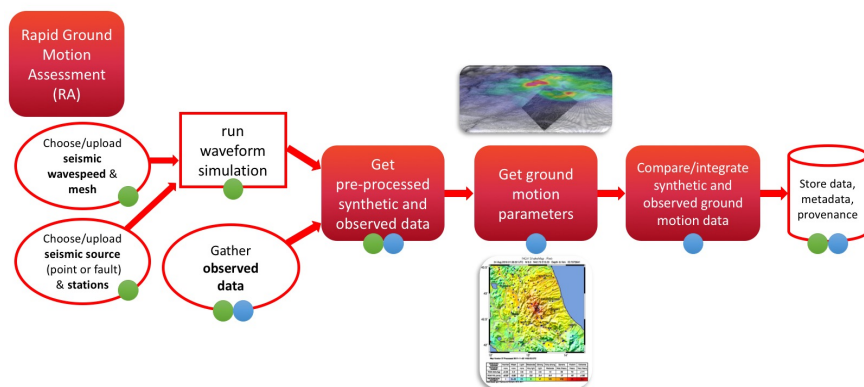 Rapid Ground
Motion
Assessment
(RA)
Choose/upload
seismic
wavespeed &
mesh
run
waveform
simulation
Choose/upload
seismic source
(point or fault)
& stations
Gather
observed
data
Get
pre-processed
synthetic and
observed data
Get ground
motion
parameters
Compare/integrate
synthetic and
observed ground
motion data
Store data,
metadata,
provenance